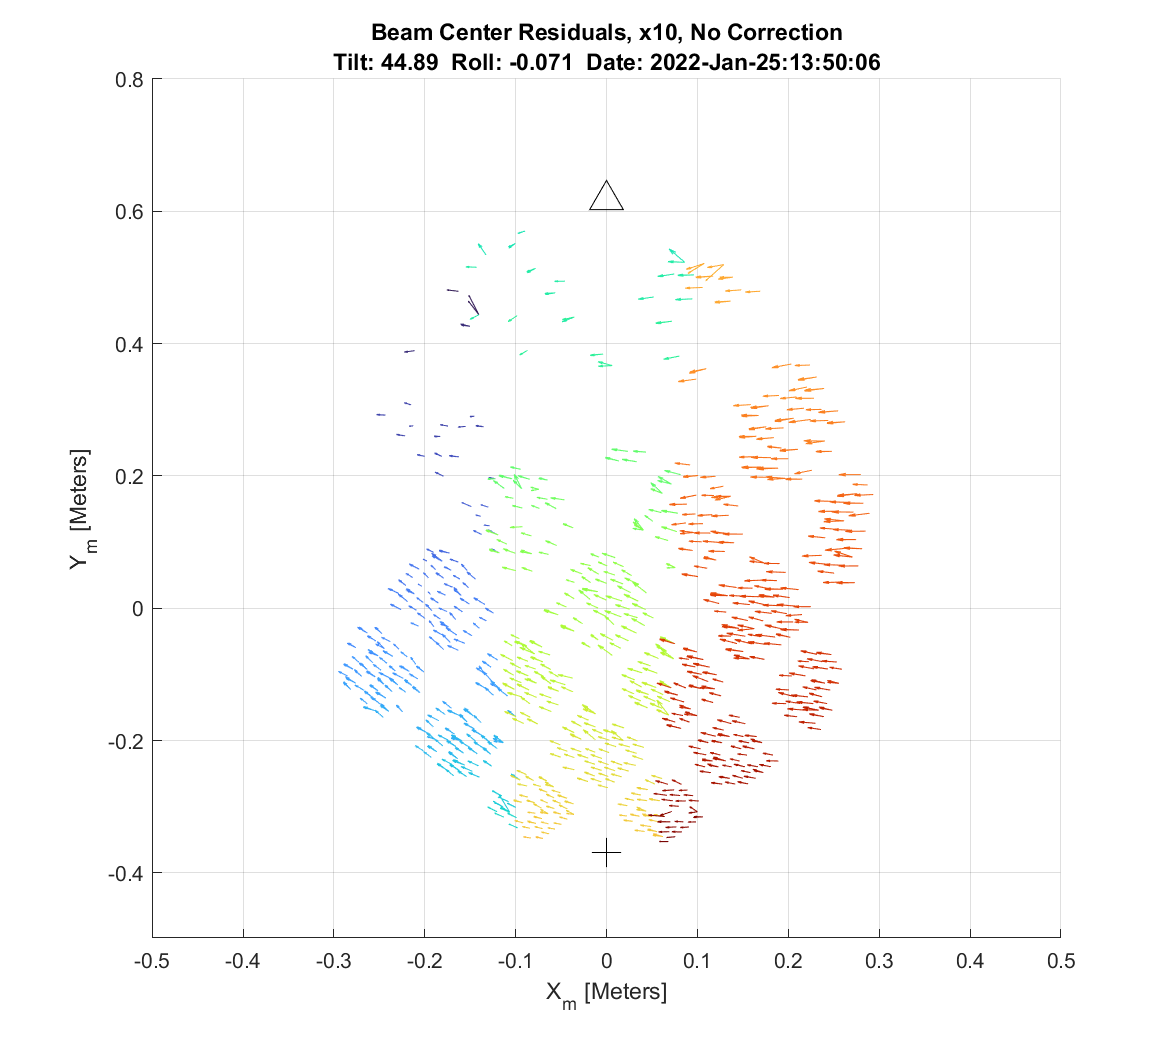 Beam Center Residuals, x10, No Correction
Tilt: 44.89 Roll: -0.071 Date: 2022-Jan-25:13:50:06
0.8
0.6
0.4
0.2
0
-0.2
-0.4
Y_m [Meters]
-0.5 -0.4 -0.3 -0.2 -0.1 0 0.1 0.2 0.3 0.4 0.5
X_m [Meters]